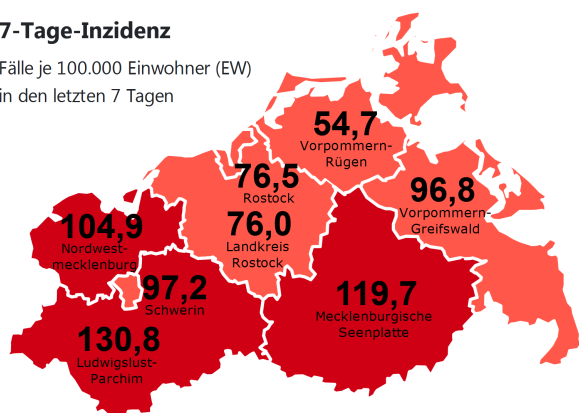 7-Tage-Inzidenz
Fälle je 100.000 Einwohner (EW)
in den letzten 7 Tagen
54,7
Vorpommern-
Rügen
76,5
Rostock
96,8
Vorpommern-
Greifswald
76,0
Landkreis
Rostock
104,9
Nordwest-
mecklenburg
97,2
Schwerin
119,7
Mecklenburgische
Seenplatte
130,8
Ludwigslust-
Parchim